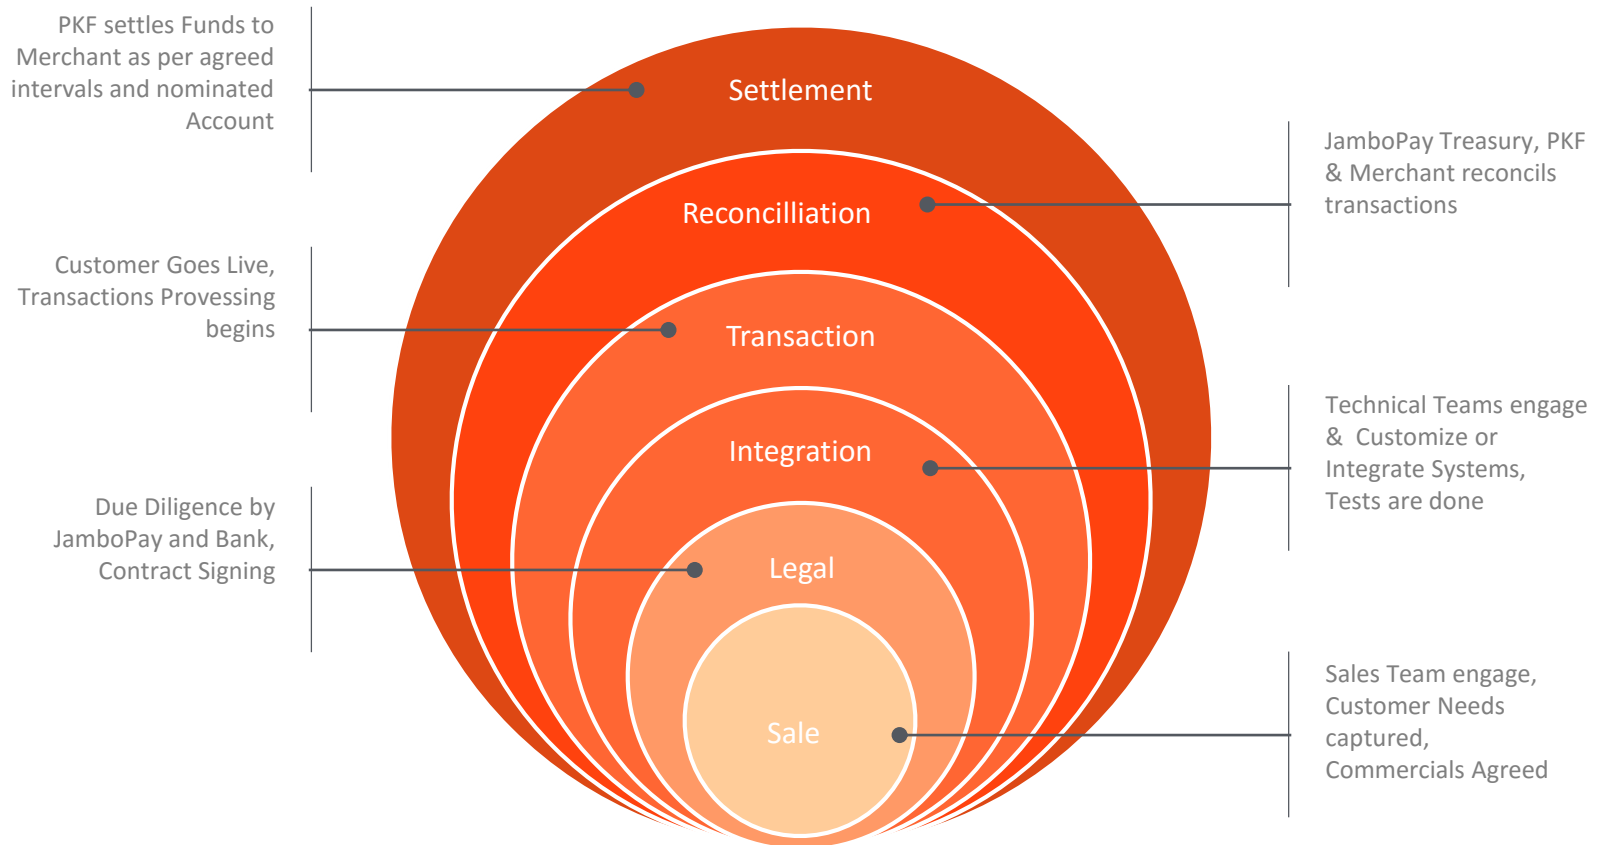 PKF settles Funds to
Merchant as per agreed
intervals and nominated
Account
Settlement
JamboPay Treasury, PKF
& Merchant reconcils
transactions
Reconcilliation
Customer Goes Live,
Transactions Provessing
begins
Transaction
Technical Teams engage
& Customize or
Integrate Systems,
Tests are done
Integration
Due Diligence by
JamboPay and Bank,
Contract Signing
Legal
Sales Team engage,
Customer Needs
captured,
Commercials Agreed
Sale